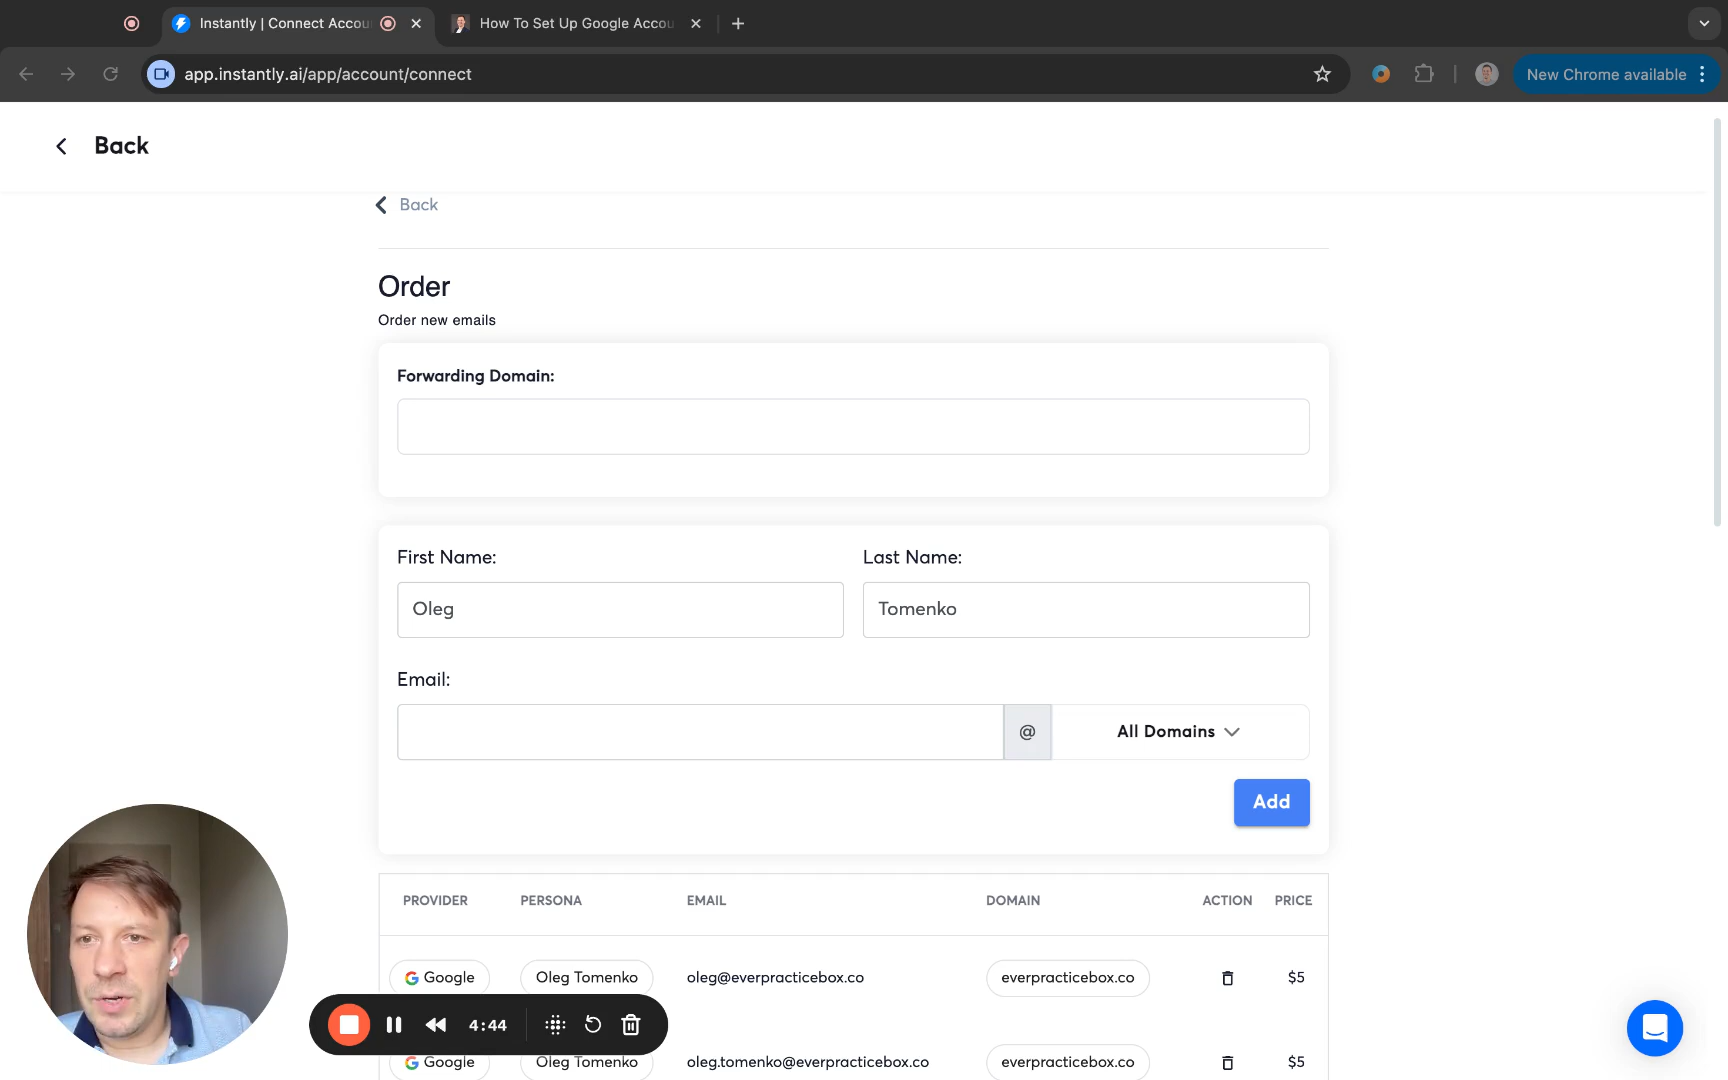 Instantly | Connect Accou
How To Set Up Google Accou
app.instantly.ai/app/account/connect
New Chrome available
Back
Back
Order
Order new emails
Forwarding Domain:
First Name:
Last Name:
Oleg
Tomenko
Email:
@
All Domains
Add
PROVIDER PERSONA EMAIL DOMAIN ACTION PRICE
Google Oleg Tomenko oleg@everpracticebox.co everpracticebox.co $5
4:44
Google Oleg Tomenko oleg.tomenko@everpracticebox.co everpracticebox.co $5